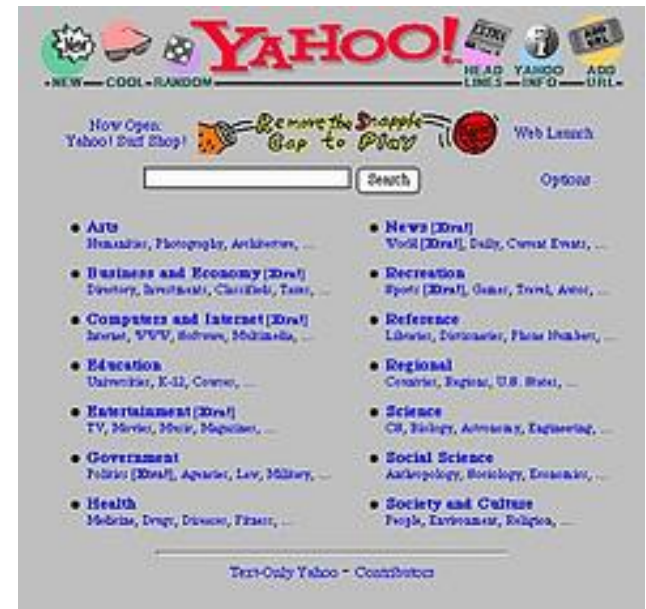 New
YAHOO!
EXTRA
ADD URL
NEW COOL RANDOM
HEAD LINES YAHOO INFO ADD URL
Now Open:
Yahoo! Surf Shop!
Remove the Snapple
Cap to Play
Web Launch
Search
Options
Arts
Humanities, Photography, Architecture, ...
Business and Economy [Xtra!]
Directory, Investments, Classifieds, Taxes, ...
Computers and Internet [Xtra!]
Internet, WWW, Software, Multimedia, ...
Education
Universities, K-12, Courses, ...
Entertainment [Xtra!]
TV, Movies, Music, Magazines, ...
Government
Politics [Xtra!], Agencies, Law, Military, ...
Health
Medicine, Drugs, Diseases, Fitness, ...
News [Xtra!]
World [Xtra!], Daily, Current Events, ...
Recreation
Sports [Xtra!], Games, Travel, Autos, ...
Reference
Libraries, Dictionaries, Phone Numbers, ...
Regional
Countries, Regions, U.S. States, ...
Science
CS, Biology, Astronomy, Engineering, ...
Social Science
Anthropology, Sociology, Economics, ...
Society and Culture
People, Environment, Religion, ...
Text-Only Yahoo - Contributors